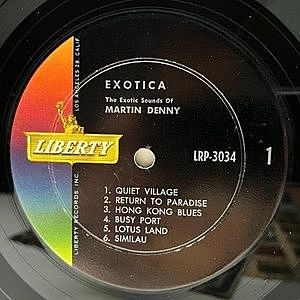 EXOTICA
The Exotic Sounds Of
MARTIN DENNY
LIBERTY
LRP-3034
1
1. QUIET VILLAGE
2. RETURN TO PARADISE
3. HONG KONG BLUES
4. BUSY PORT
5. LOTUS LAND
6. SIMILAU
LIBERTY RECORDS, INC.
LOS ANGELES 28, CALIF.